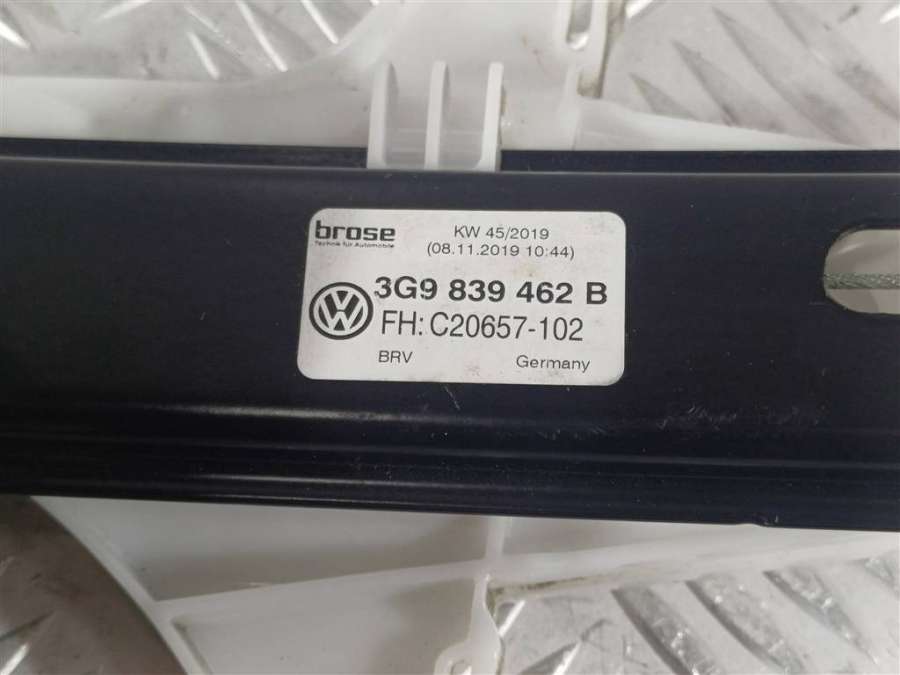 brose
Technik für Automobile
KW 45/2019
(08.11.2019 10:44)
3G9 839 462 B
FH: C20657-102
BRV
Germany